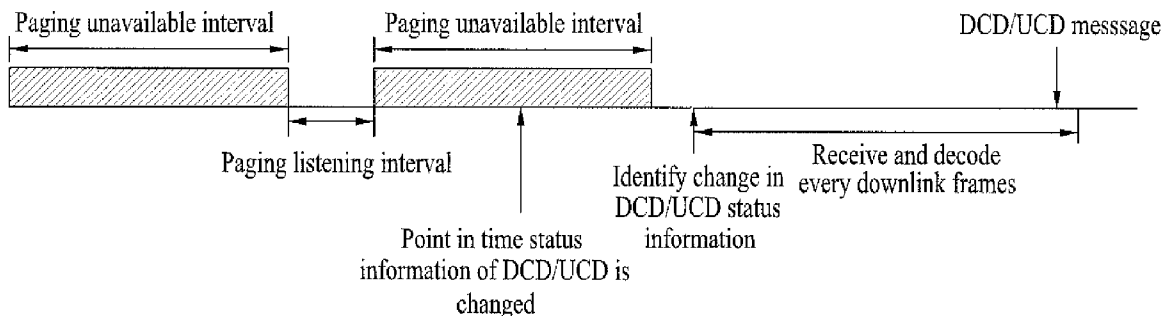 Paging unavailable interval
Paging unavailable interval
DCD/UCD messsage
Paging listening interval
Receive and decode
every downlink frames
Identify change in
DCD/UCD status
information
Point in time status
information of DCD/UCD is
changed